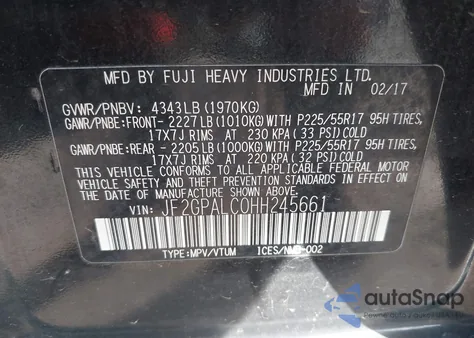 MFD BY FUJI HEAVY INDUSTRIES LTD.
MFD IN 02/17
GVWR/PNBV: 4343LB (1970KG)
GAWR/PNBE:FRONT- 2227LB (1010KG) WITH P225/55R17 95H TIRES,
17X7J RIMS AT 230 KPA (33 PSI) COLD
GAWR/PNBE:REAR - 2205LB (1000KG) WITH P225/55R17 95H TIRES,
17X7J RIMS AT 220 KPA (32 PSI) COLD
THIS VEHICLE CONFORMS TO ALL APPLICABLE FEDERAL MOTOR
VEHICLE SAFETY AND THEFT PREVENTION STANDARDS IN EFFECT
ON THE DATE OF MANUFACTURE SHOWN ABOVE.
VIN: JF2GPALC0HH245661
TYPE:MPV/VTUM ICES/NMB-002
autoSnap